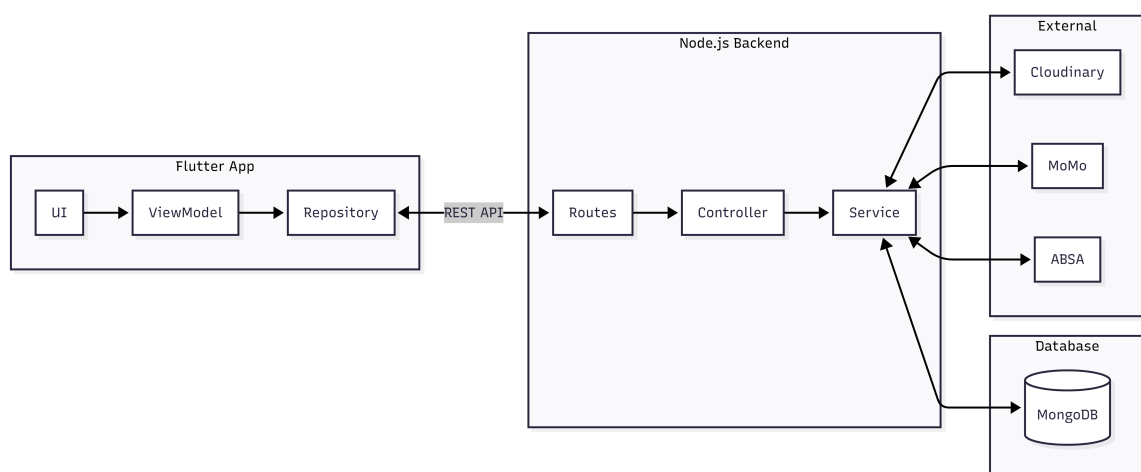 Flutter App
UI
ViewModel
Repository
REST API
Node.js Backend
Routes
Controller
Service
External
Cloudinary
MoMo
ABSA
Database
MongoDB